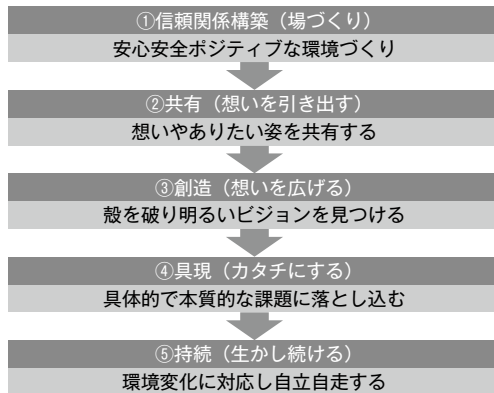 ①信頼関係構築（場づくり）
安心安全ポジティブな環境づくり
②共有（想いを引き出す）
想いやありたい姿を共有する
③創造（想いを広げる）
殻を破り明るいビジョンを見つける
④具現（カタチにする）
具体的で本質的な課題に落とし込む
⑤持続（生かし続ける）
環境変化に対応し自立自走する